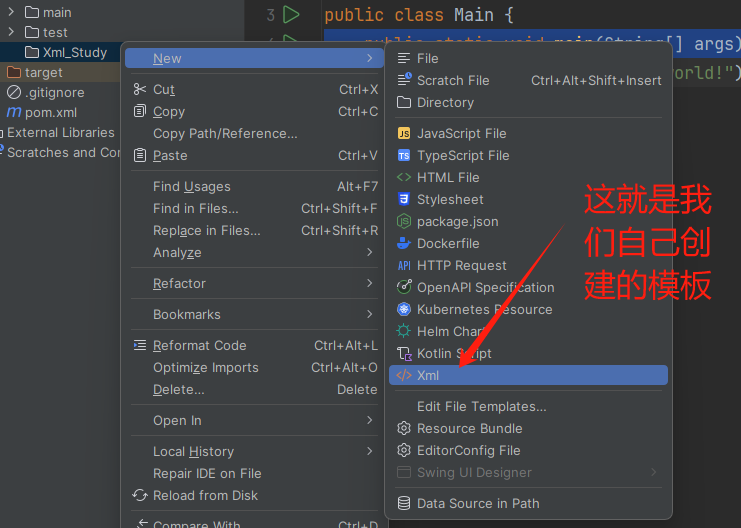 main
test
Xml_Study
target
.gitignore
pom.xml
External Libraries
Scratches and Con
3
public class Main {
public static void main(String[] args)
orld!")
New
Cut Ctrl+X
Copy Ctrl+C
Copy Path/Reference...
Paste Ctrl+V
Find Usages Alt+F7
Find in Files... Ctrl+Shift+F
Replace in Files... Ctrl+Shift+R
Analyze
Refactor
Bookmarks
Reformat Code Ctrl+Alt+L
Optimize Imports Ctrl+Alt+O
Delete... Delete
Open In
Local History
Repair IDE on File
Reload from Disk
Compare With... Ctrl+D
File
Scratch File Ctrl+Alt+Shift+Insert
Directory
JS JavaScript File
TS TypeScript File
HTML File
Stylesheet
package.json
Dockerfile
API HTTP Request
OpenAPI Specification
Kubernetes Resource
Helm Chart
Kotlin Script
Xml
Edit File Templates...
Resource Bundle
EditorConfig File
Swing UI Designer
Data Source in Path
这就是我
们自己创
建的模板